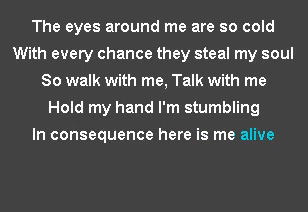 The eyes around me are so cold
With every chance they steal my soul
So walk with me, Talk with me
Hold my hand I'm stumbling
In consequence here is me alive